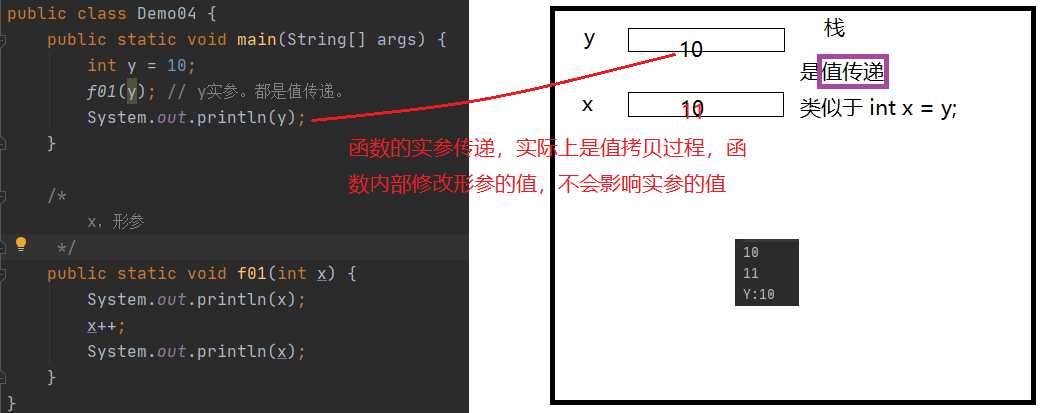 public class Demo04 {
public static void main(String[] args) {
int y = 10;
f01(y); // y实参。都是值传递。
System.out.println(y);
}
/*
x，形参
*/
public static void f01(int x) {
System.out.println(x);
x++;
System.out.println(x);
}
}
函数的实参传递，实际上是值拷贝过程，函
数内部修改形参的值，不会影响实参的值
y
10
栈
是值传递
x
10
11
类似于 int x = y;
10
11
Y:10